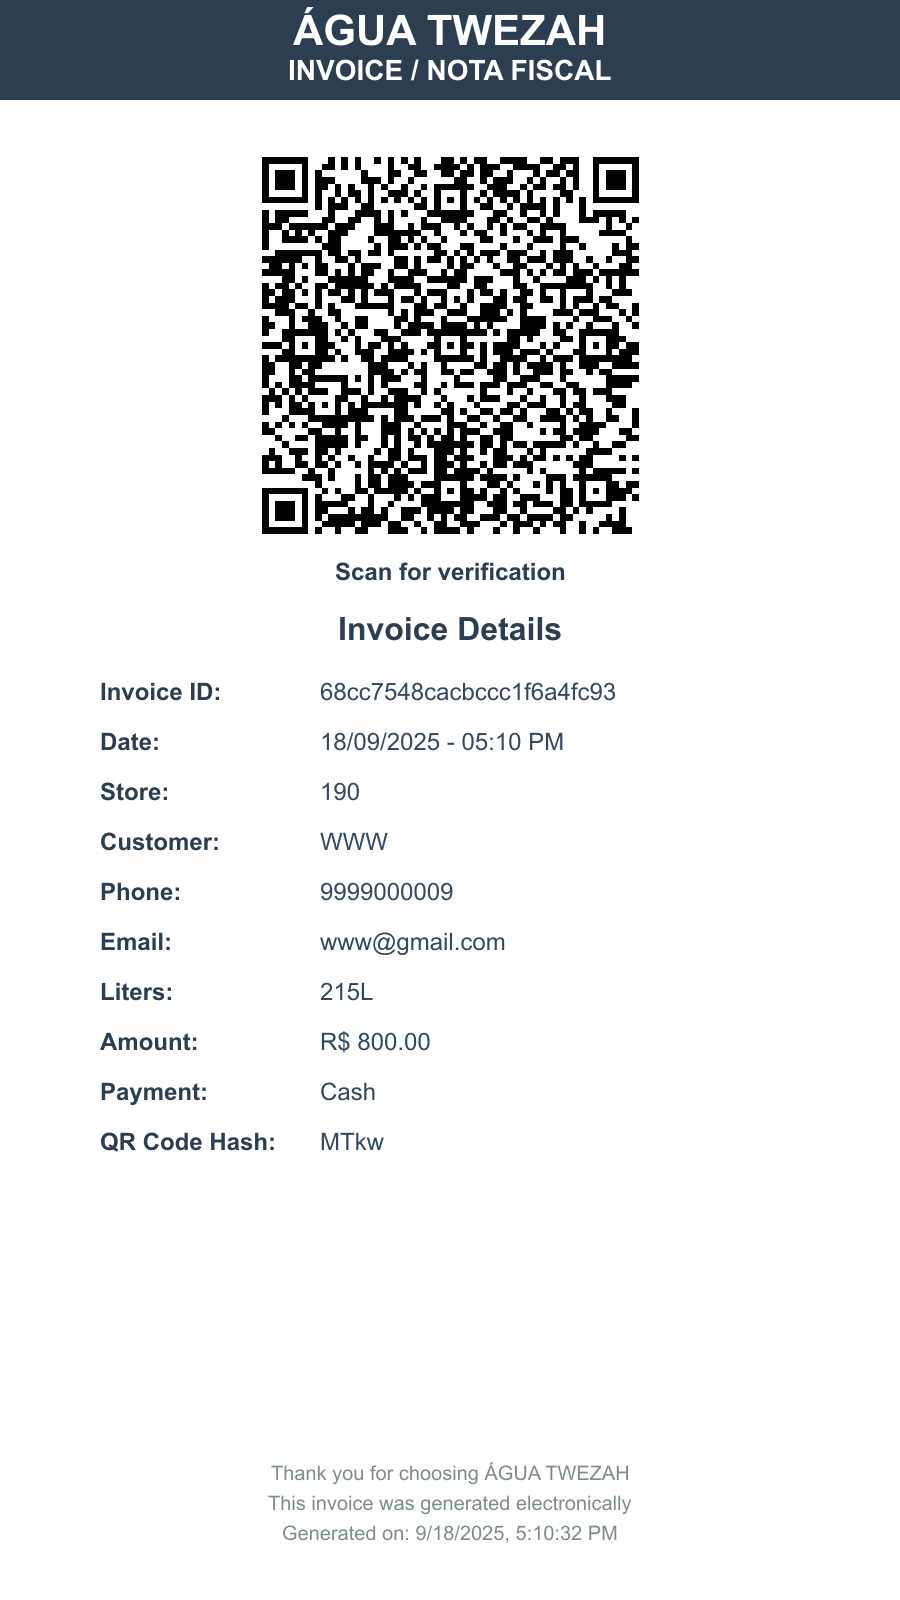 ÁGUA TWEZAH
INVOICE / NOTA FISCAL
Scan for verification
Invoice Details
Invoice ID: 68cc7548cacbccc1f6a4fc93
Date: 18/09/2025 - 05:10 PM
Store: 190
Customer: WWW
Phone: 9999000009
Email: www@gmail.com
Liters: 215L
Amount: R$ 800.00
Payment: Cash
QR Code Hash: MTkw
Thank you for choosing ÁGUA TWEZAH
This invoice was generated electronically
Generated on: 9/18/2025, 5:10:32 PM